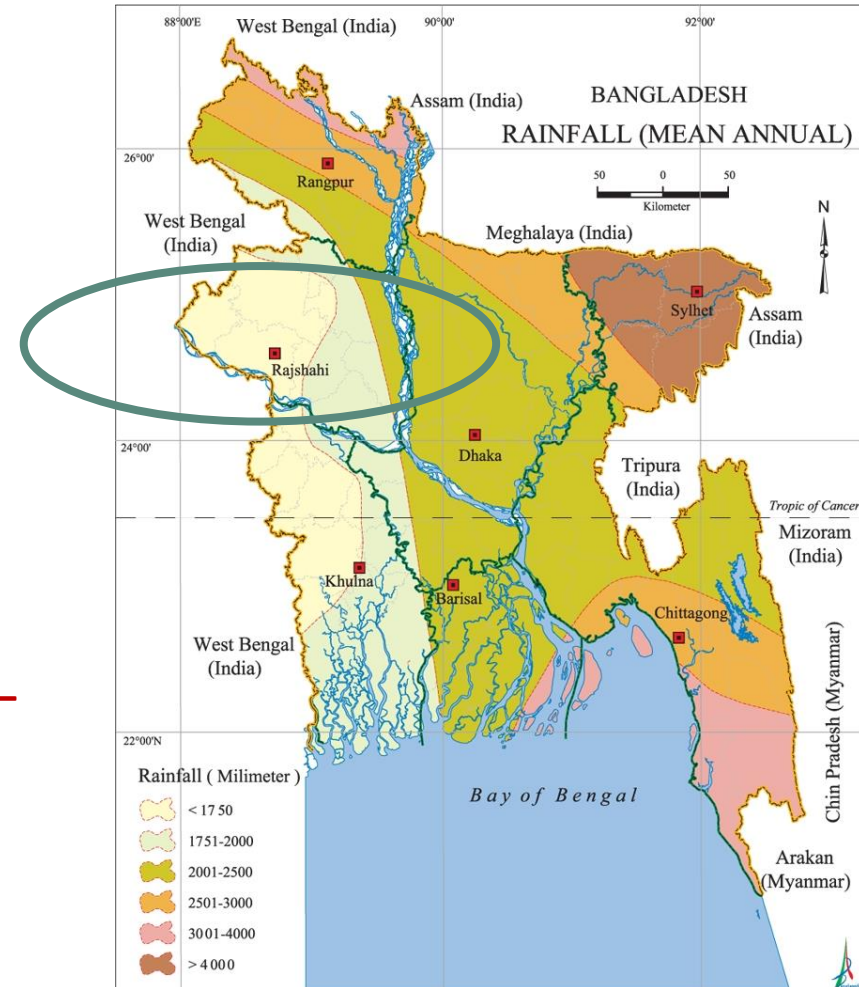 88°00'E
90°00'
92°00'
West Bengal (India)
Assam (India)
BANGLADESH
RAINFALL (MEAN ANNUAL)
26°00'
50 0 50
Kilometer
N
Rangpur
West Bengal
(India)
Meghalaya (India)
Sylhet
Assam
(India)
Rajshahi
24°00'
Dhaka
Tripura
(India)
Tropic of Cancer
Mizoram
(India)
Khulna
Barisal
Chittagong
West Bengal
(India)
Chin Pradesh (Myanmar)
22°00'N
Rainfall ( Milimeter )
< 1750
1751-2000
2001-2500
2501-3000
3001-4000
> 4000
Bay of Bengal
Arakan
(Myanmar)